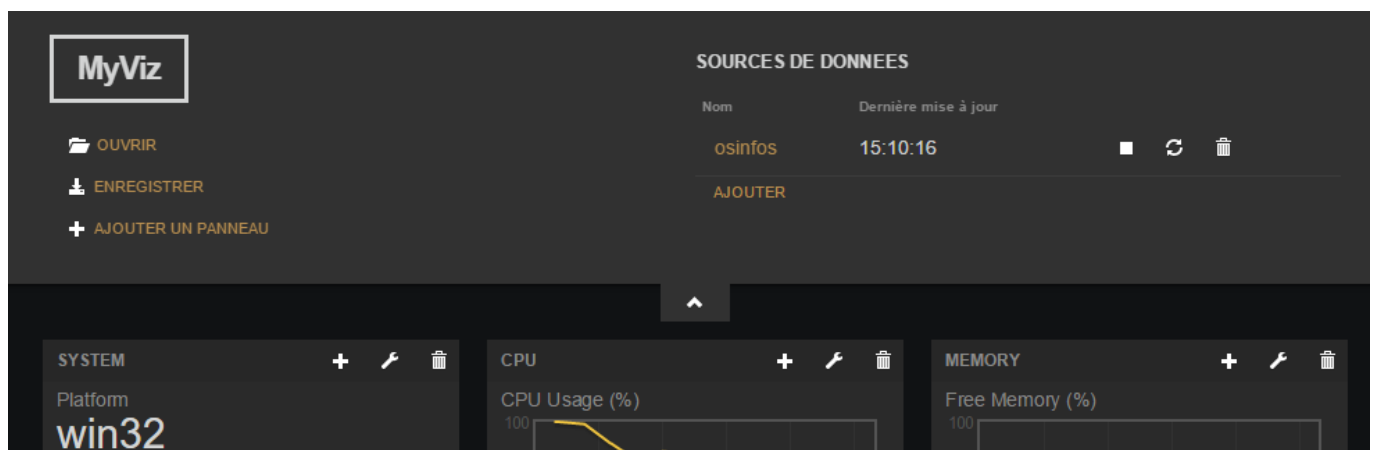 MyViz
OUVRIR
ENREGISTRER
AJOUTER UN PANNEAU
SOURCES DE DONNEES
Nom Dernière mise à jour
osinfos 15:10:16
AJOUTER
SYSTEM
Platform
win32
CPU
CPU Usage (%)
100
MEMORY
Free Memory (%)
100